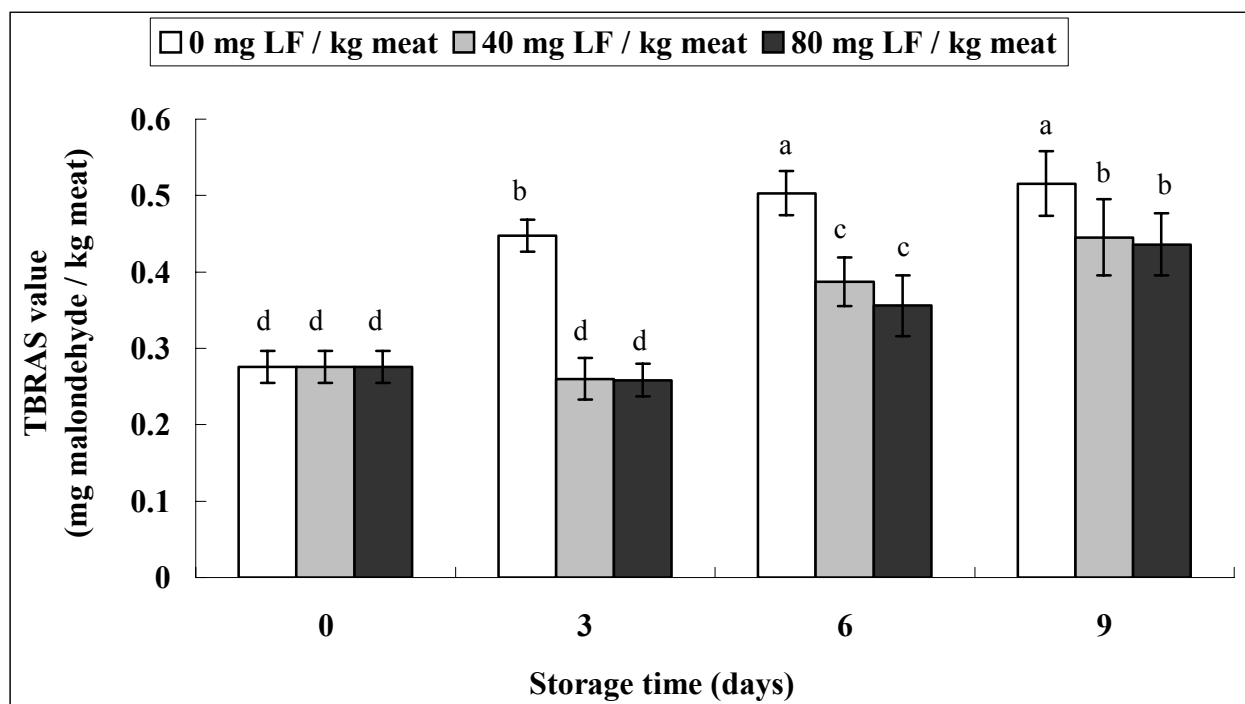 0 mg LF / kg meat 40 mg LF / kg meat 80 mg LF / kg meat
TBRAS value
(mg malondehyde / kg meat)
0.6
0.5
0.4
0.3
0.2
0.1
0
d d d
b d d
a c c
a b b
0 3 6 9
Storage time (days)